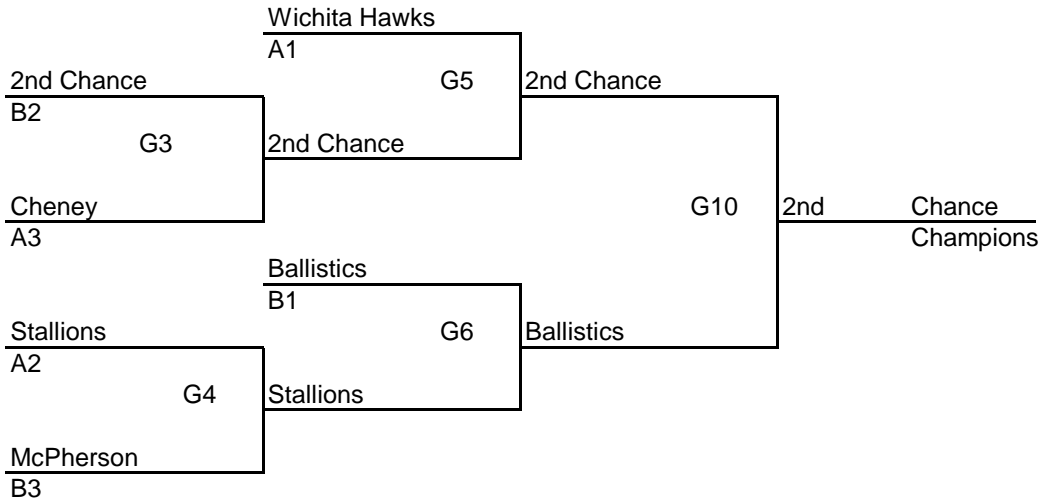 Wichita Hawks
A1
2nd Chance G5 2nd Chance
B2
G3 2nd Chance
Cheney G10 2nd Chance
A3 Champions
Ballistics
B1
Stallions G6 Ballistics
A2
G4 Stallions
McPherson
B3